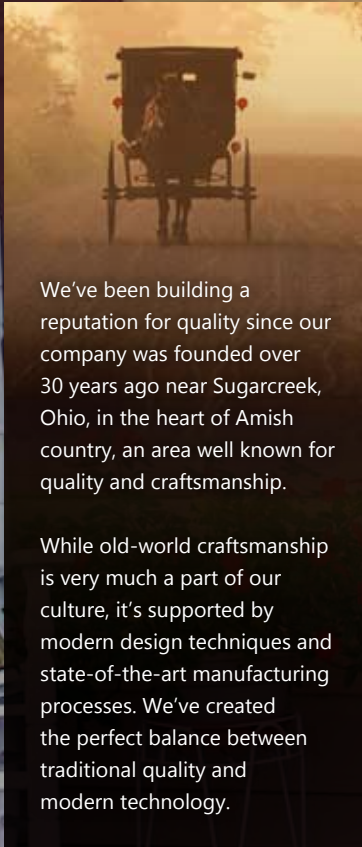 We’ve been building a
reputation for quality since our
company was founded over
30 years ago near Sugarcreek,
Ohio, in the heart of Amish
country, an area well known for
quality and craftsmanship.
While old-world craftsmanship
is very much a part of our
culture, it’s supported by
modern design techniques and
state-of-the-art manufacturing
processes. We’ve created
the perfect balance between
traditional quality and
modern technology.